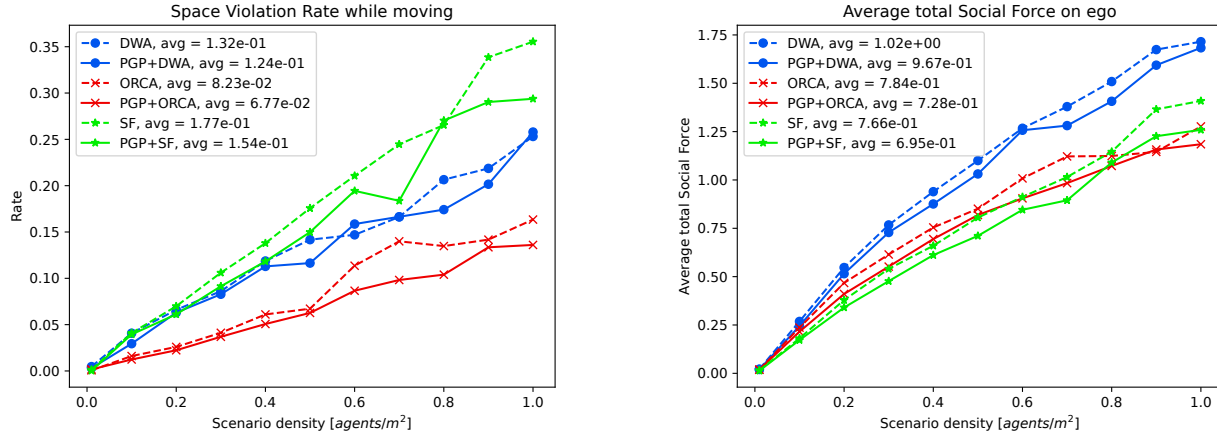 Space Violation Rate while moving
DWA, avg = 1.32e-01
PGP+DWA, avg = 1.24e-01
ORCA, avg = 8.23e-02
PGP+ORCA, avg = 6.77e-02
SF, avg = 1.77e-01
PGP+SF, avg = 1.54e-01
Rate
0.35
0.30
0.25
0.20
0.15
0.10
0.05
0.00
0.0 0.2 0.4 0.6 0.8 1.0
Scenario density [agents/m²]
Average total Social Force on ego
DWA, avg = 1.02e+00
PGP+DWA, avg = 9.67e-01
ORCA, avg = 7.84e-01
PGP+ORCA, avg = 7.28e-01
SF, avg = 7.66e-01
PGP+SF, avg = 6.95e-01
Average total Social Force
1.75
1.50
1.25
1.00
0.75
0.50
0.25
0.00
0.0 0.2 0.4 0.6 0.8 1.0
Scenario density [agents/m²]